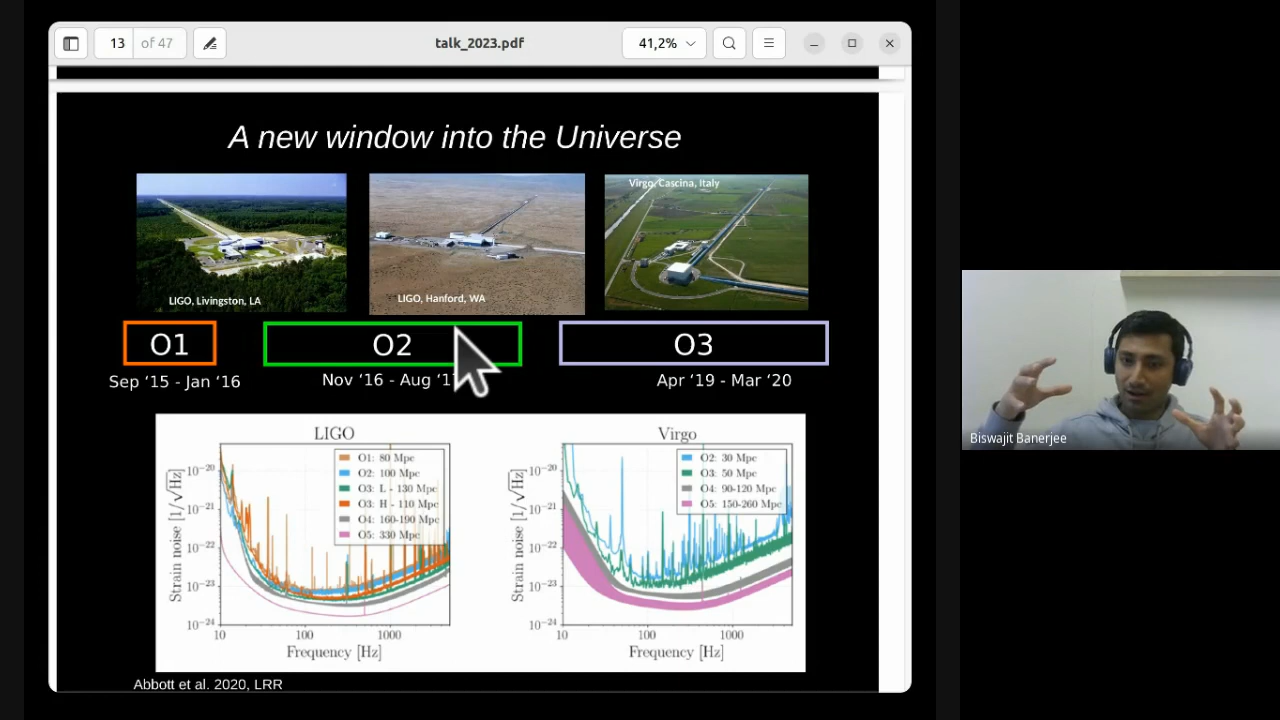 13 of 47
talk_2023.pdf
41,2%
A new window into the Universe
LIGO, Livingston, LA
LIGO, Hanford, WA
Virgo, Cascina, Italy
O1
O2
O3
Sep ‘15 - Jan ‘16
Nov ‘16 - Aug ‘1
Apr ‘19 - Mar ‘20
LIGO
Strain noise [1/√Hz]
10⁻²⁰
10⁻²¹
10⁻²²
10⁻²³
10⁻²⁴
O1: 80 Mpc
O2: 100 Mpc
O3: L - 130 Mpc
O3: H - 110 Mpc
O4: 160-190 Mpc
O5: 330 Mpc
10 100 1000
Frequency [Hz]
Virgo
Strain noise [1/√Hz]
10⁻²⁰
10⁻²¹
10⁻²²
10⁻²³
10⁻²⁴
O2: 30 Mpc
O3: 50 Mpc
O4: 90-120 Mpc
O5: 150-260 Mpc
10 100 1000
Frequency [Hz]
Abbott et al. 2020, LRR
Biswajit Banerjee